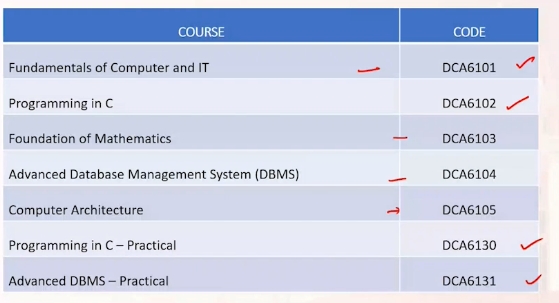 COURSE CODE
Fundamentals of Computer and IT DCA6101
Programming in C DCA6102
Foundation of Mathematics DCA6103
Advanced Database Management System (DBMS) DCA6104
Computer Architecture DCA6105
Programming in C – Practical DCA6130
Advanced DBMS – Practical DCA6131